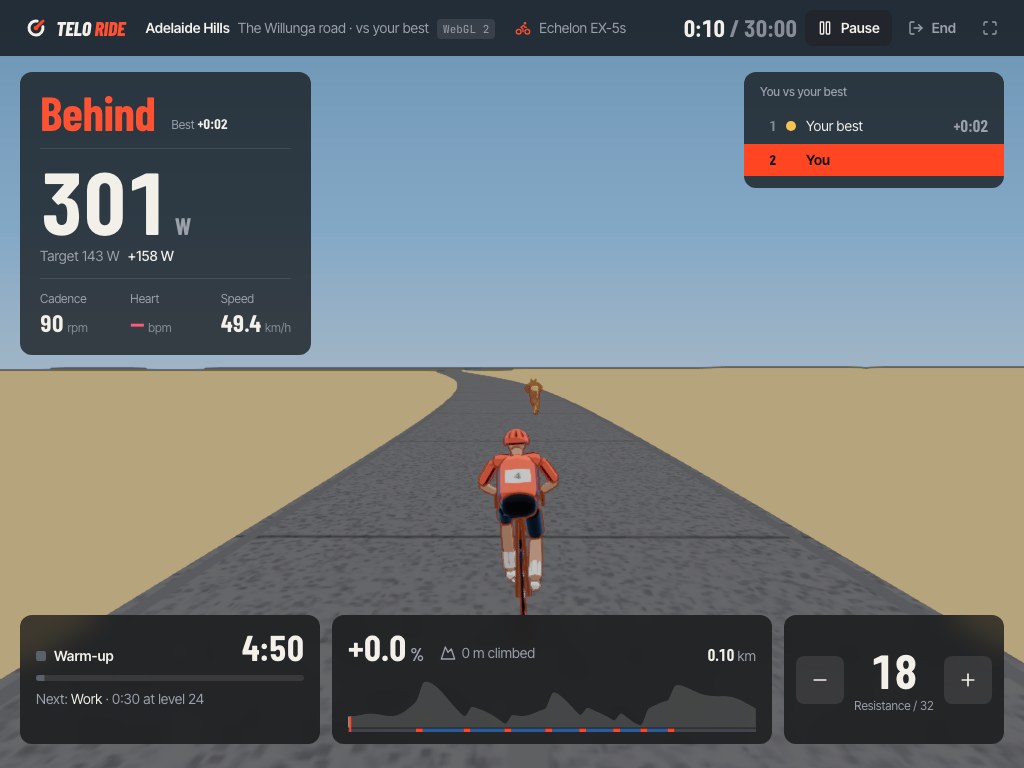 TELO RIDE Adelaide Hills The Willunga road · vs your best WebGL 2 Echelon EX-5s 0:10 / 30:00 Pause End
Behind Best +0:02
301 W
Target 143 W +158 W
Cadence Heart Speed
90 rpm — bpm 49.4 km/h
You vs your best
1 Your best +0:02
2 You
4
Warm-up 4:50
Next: Work · 0:30 at level 24
+0.0 % 0 m climbed 0.10 km
− 18 +
Resistance / 32